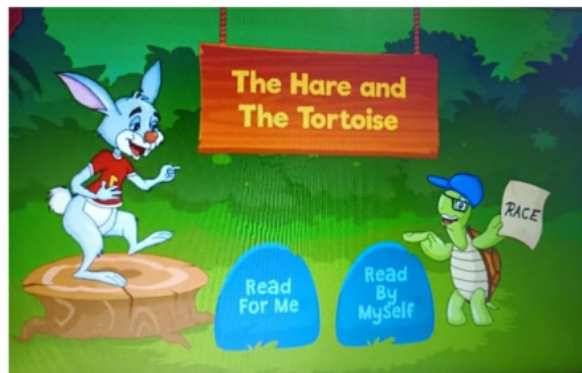 The Hare and
The Tortoise
RACE
Read
For Me
Read
By
MySelf